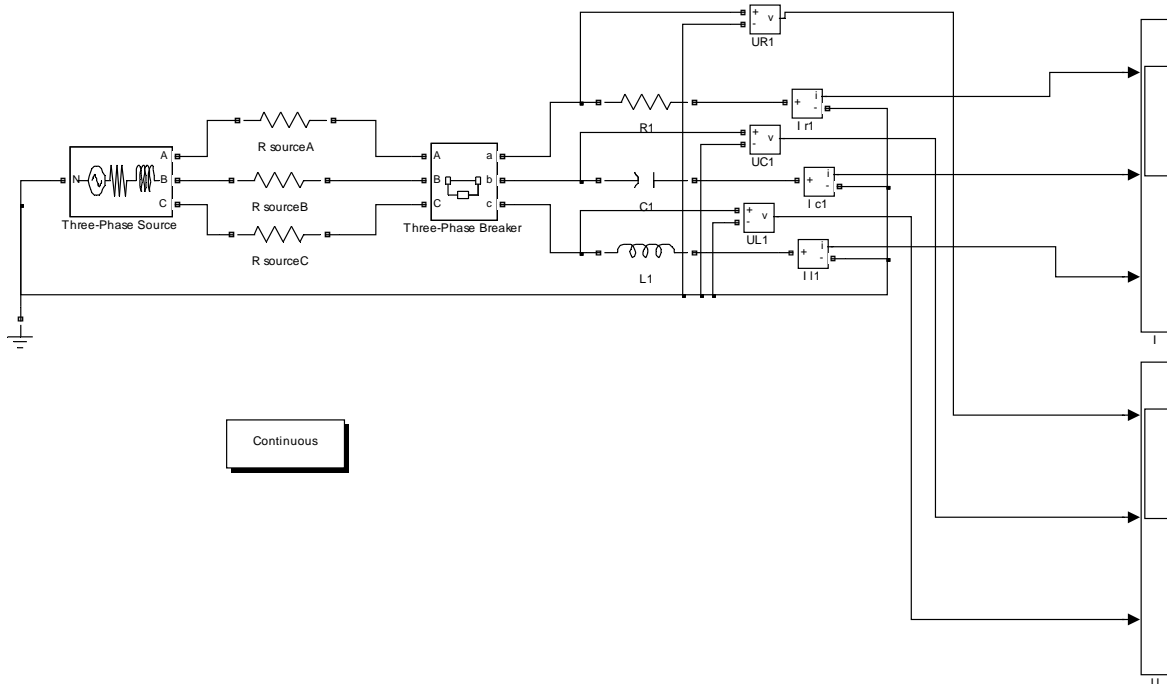 +
v
-
UR1
R sourceA
R1
+
i
-
I r1
A
N
B
C
Three-Phase Source
R sourceB
A
a
B
b
C
c
Three-Phase Breaker
+
v
-
UC1
C1
+
i
-
I c1
+
v
-
UL1
R sourceC
L1
+
i
-
I l1
I
Continuous